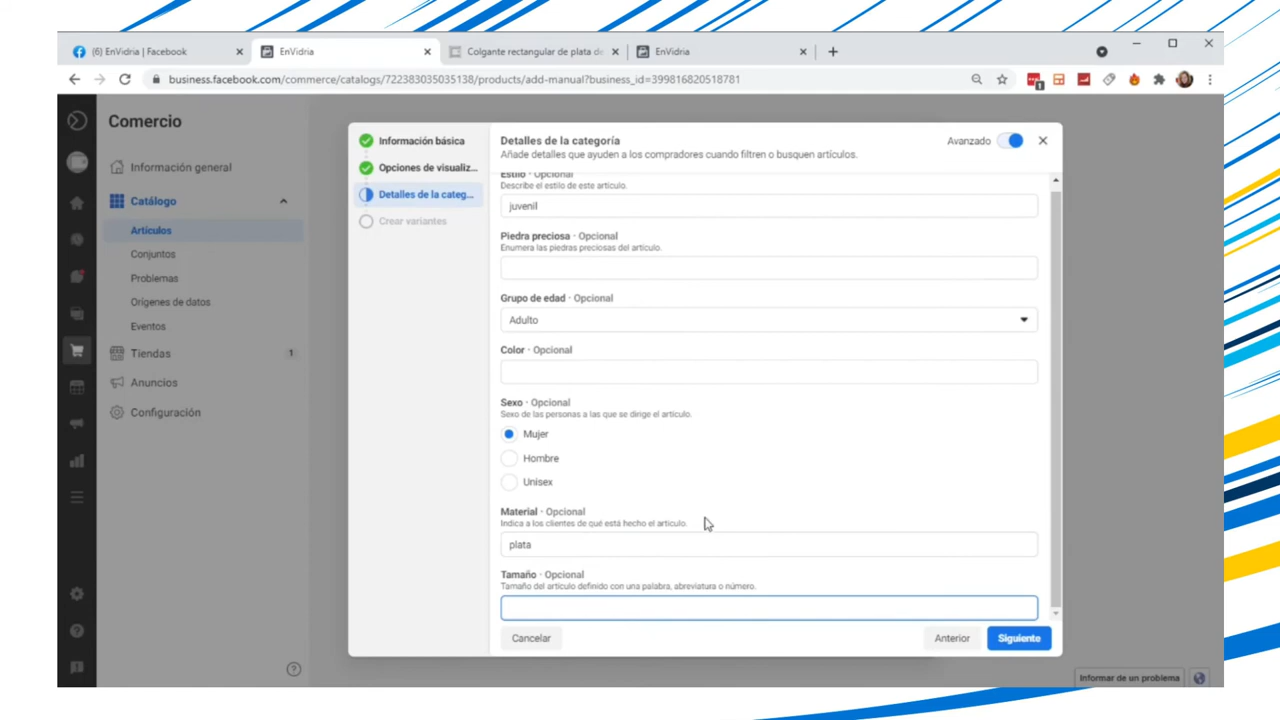 (6) EnVidria | Facebook
EnVidria
Colgante rectangular de plata de
EnVidria
business.facebook.com/commerce/catalogs/722383035035138/products/add-manual?business_id=399816820518781
1
Comercio
Información general
Catálogo
Artículos
Conjuntos
Problemas
Orígenes de datos
Eventos
Tiendas 1
Anuncios
Configuración
Información básica
Opciones de visualiz...
Detalles de la categ...
Crear variantes
Detalles de la categoría
Añade detalles que ayuden a los compradores cuando filtren o busquen artículos.
Avanzado
Estilo · Opcional
Describe el estilo de este artículo.
juvenil
Piedra preciosa · Opcional
Enumera las piedras preciosas del artículo.
Grupo de edad · Opcional
Adulto
Color · Opcional
Sexo · Opcional
Sexo de las personas a las que se dirige el artículo.
Mujer
Hombre
Unisex
Material · Opcional
Indica a los clientes de qué está hecho el artículo.
plata
Tamaño · Opcional
Tamaño del artículo definido con una palabra, abreviatura o número.
Cancelar
Anterior
Siguiente
Informar de un problema